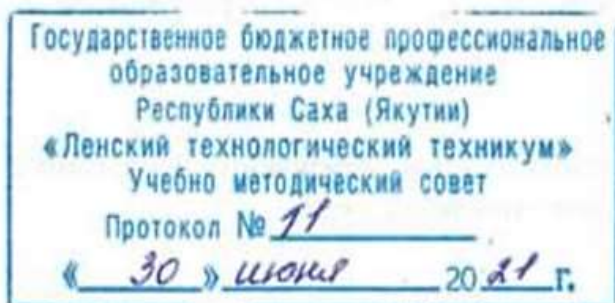 Государственное бюджетное профессиональное
образовательное учреждение
Республики Саха (Якутии)
«Ленский технологический техникум»
Учебно методический совет
Протокол № 11
« 30 » июня 2021 г.